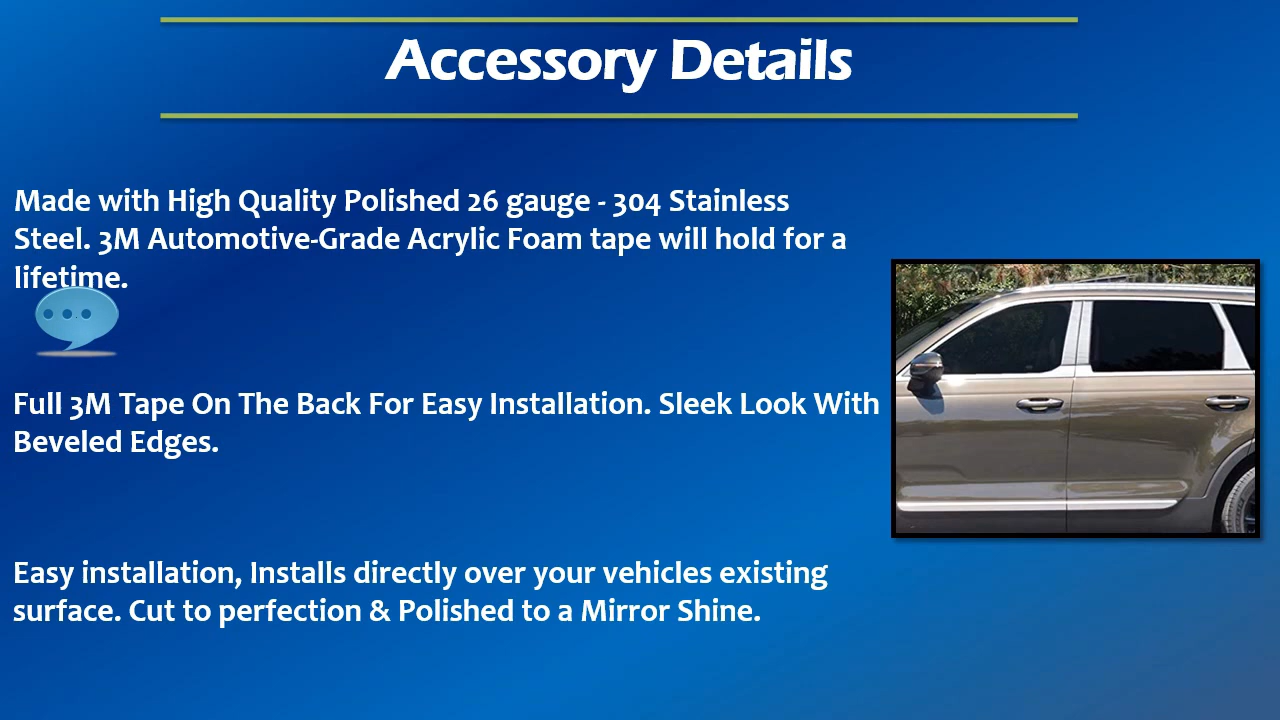 Accessory Details
Made with High Quality Polished 26 gauge - 304 Stainless
Steel. 3M Automotive-Grade Acrylic Foam tape will hold for a
lifetime.
Full 3M Tape On The Back For Easy Installation. Sleek Look With
Beveled Edges.
Easy installation, Installs directly over your vehicles existing
surface. Cut to perfection & Polished to a Mirror Shine.